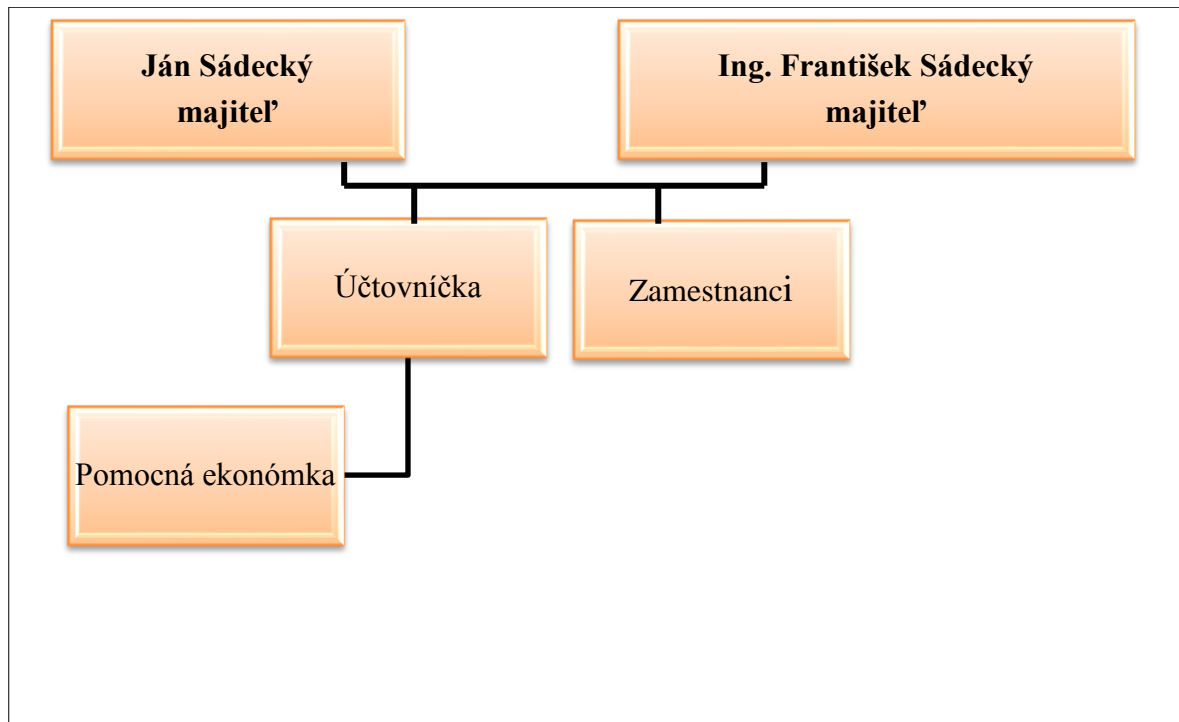 Ján Sádecký
majiteľ
Ing. František Sádecký
majiteľ
Účtovníčka
Zamestnanci
Pomocná ekonómka